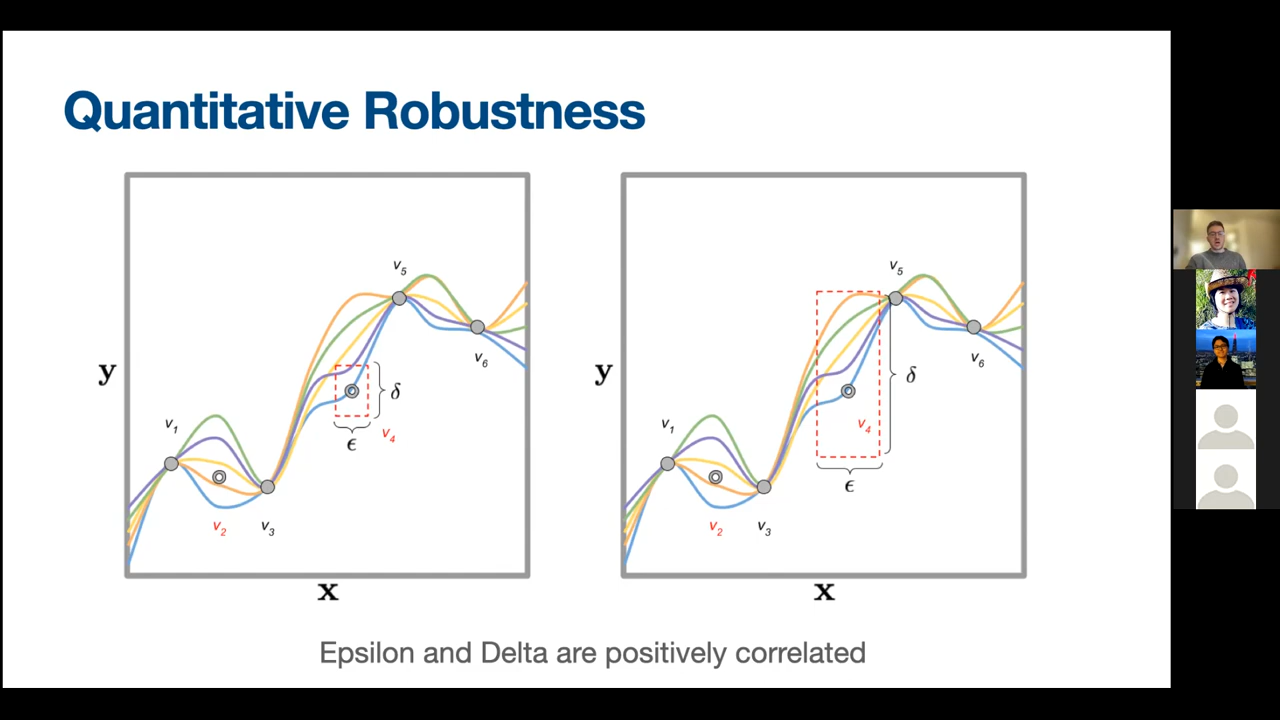 Quantitative Robustness
y
v1
v2
v3
v4
v5
v6
δ
ϵ
x
y
v1
v2
v3
v4
v5
v6
δ
ϵ
x
Epsilon and Delta are positively correlated